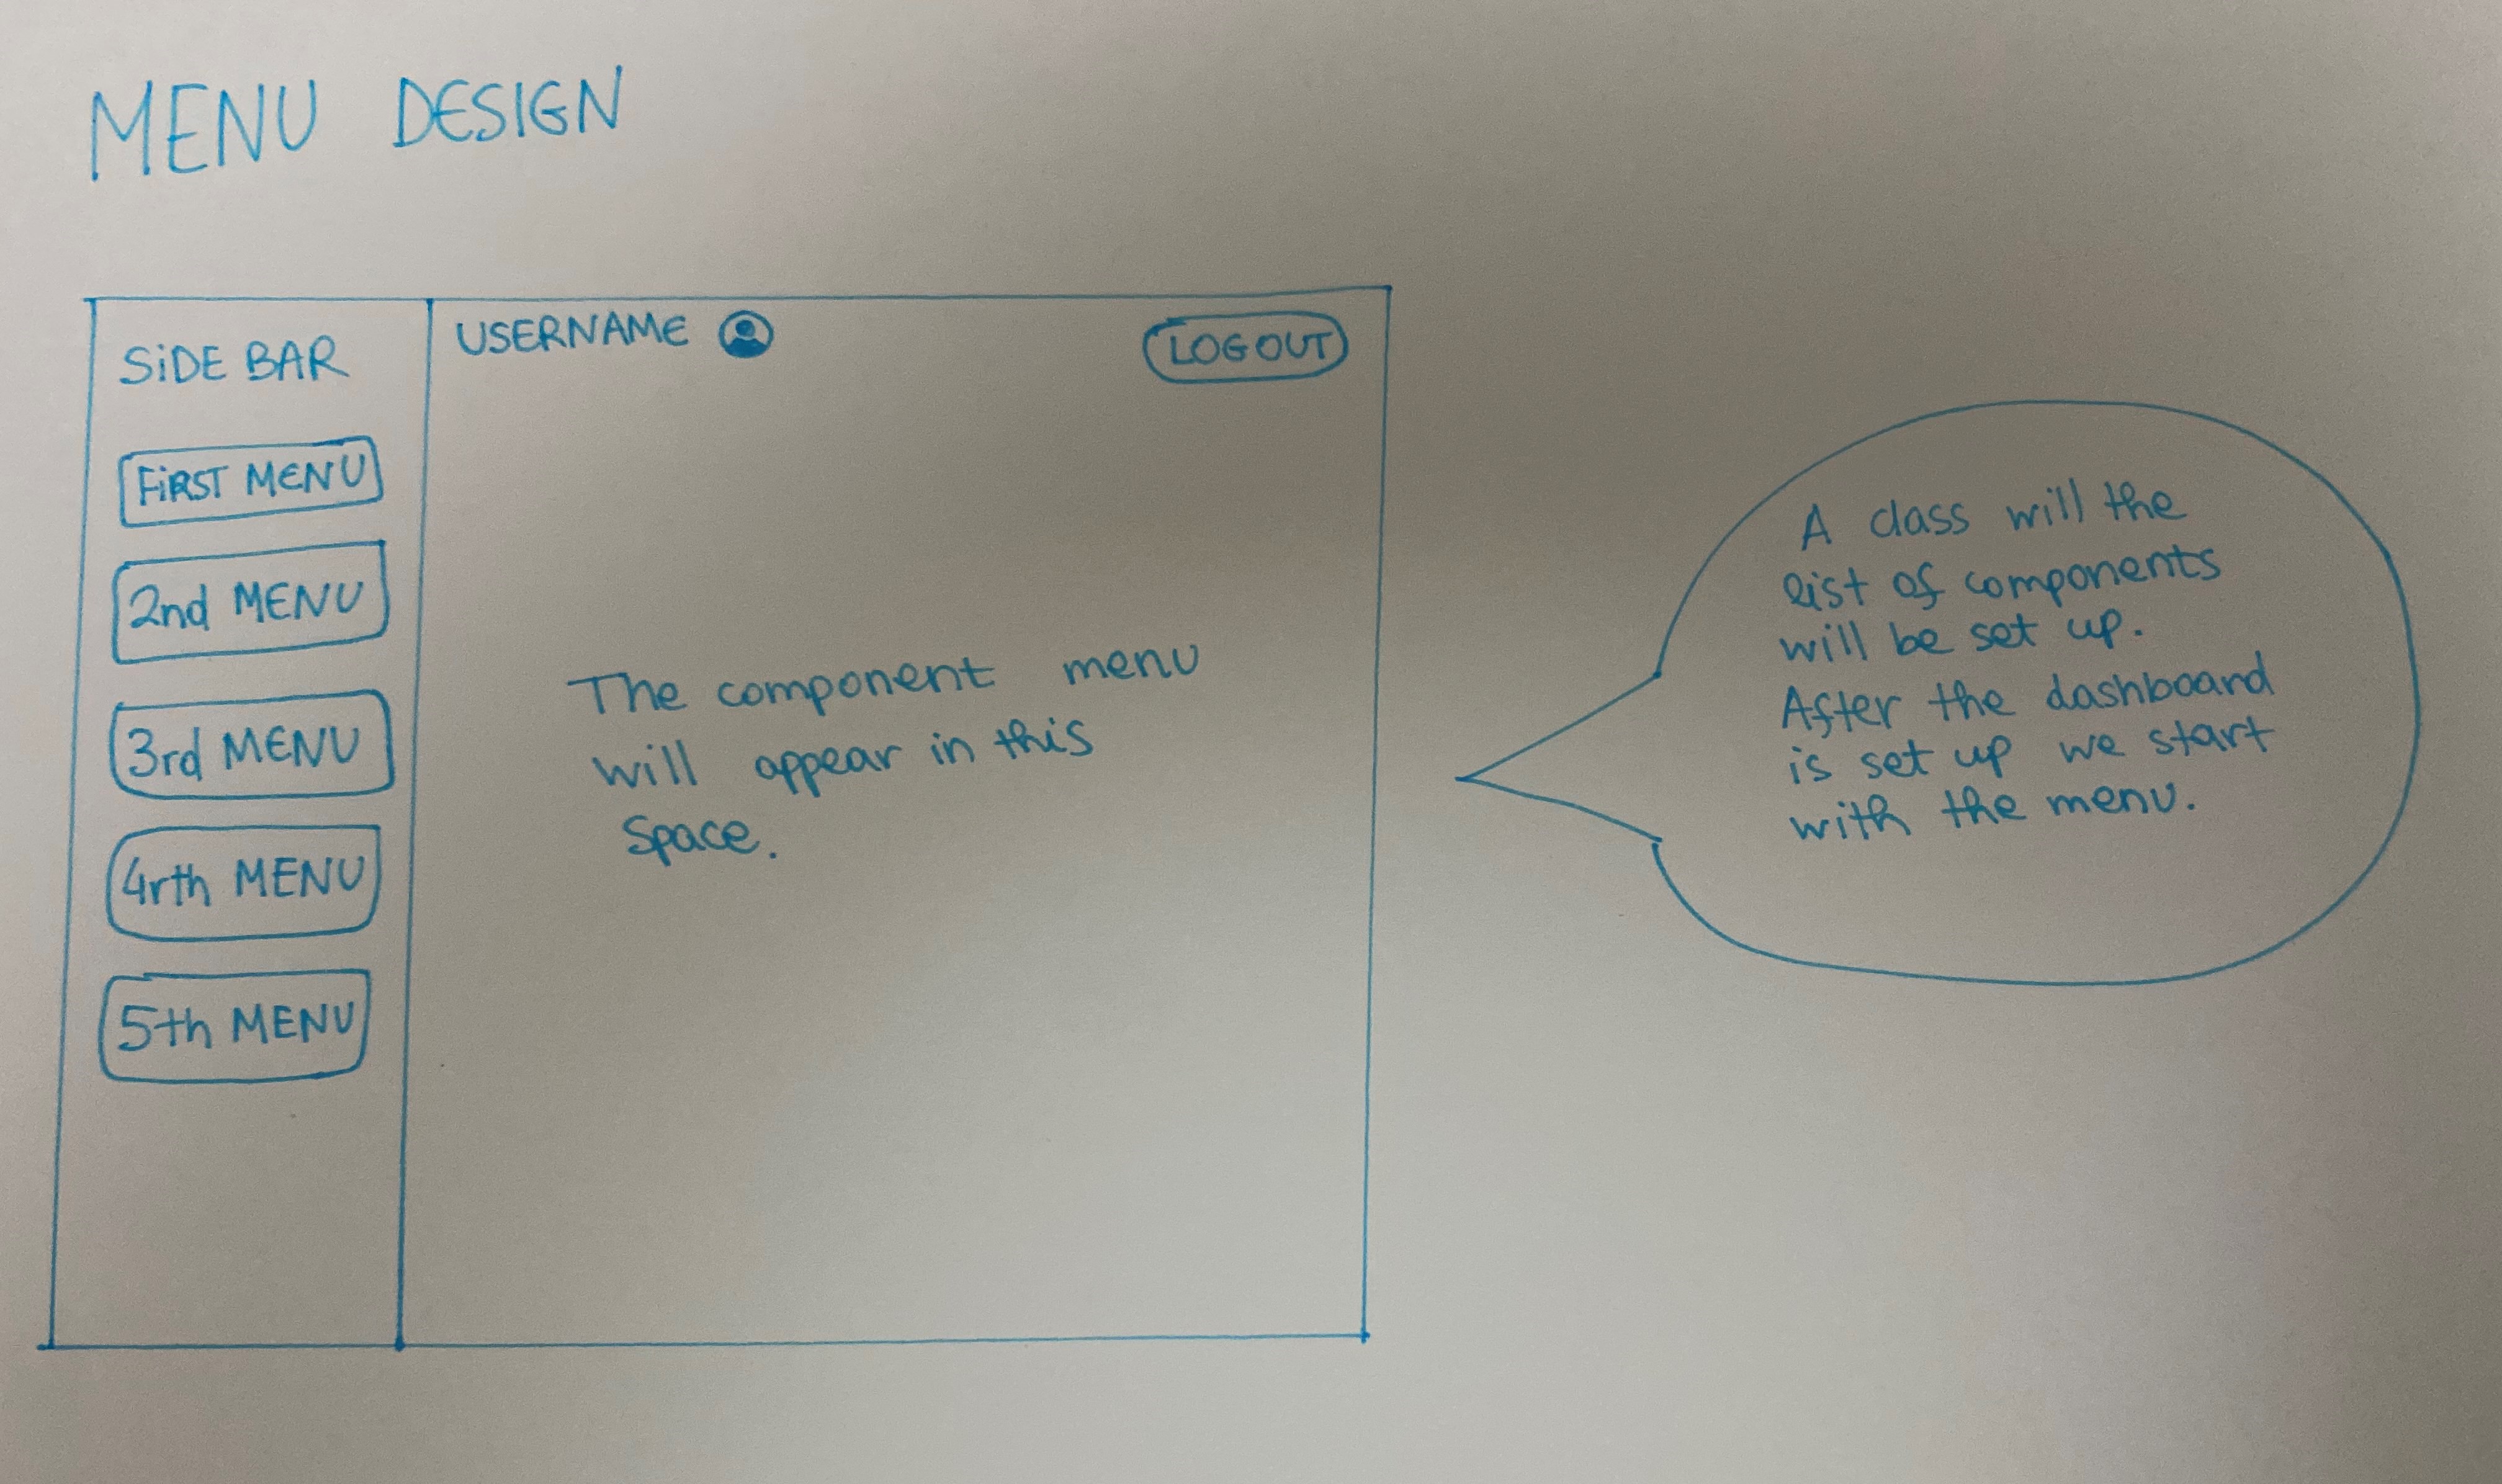 MENU DESIGN
SiDE BAR
FiRST MENU
2nd MENU
3rd MENU
4rth MENU
5th MENU
USERNAME
LOGOUT
The component menu
will appear in this
Space.
A class will the
list of components
will be set up.
After the dashboard
is set up we start
with the menu.